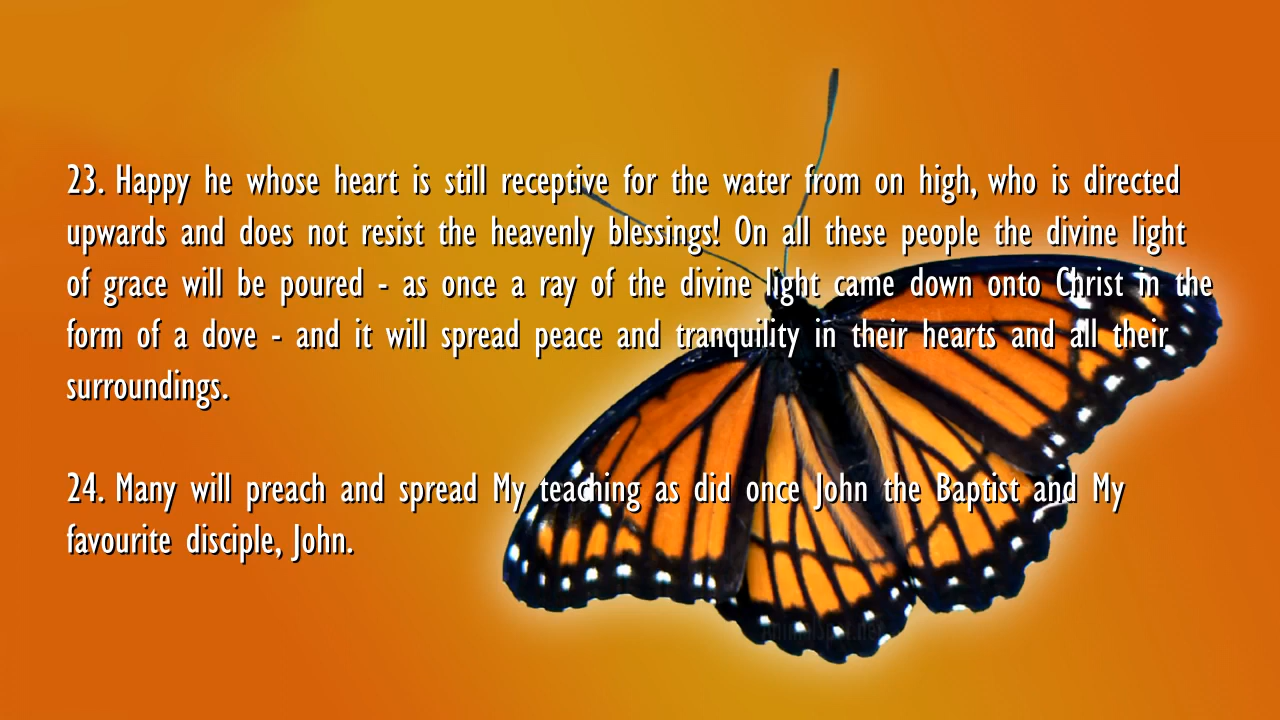 23. Happy he whose heart is still receptive for the water from on high, who is directed
upwards and does not resist the heavenly blessings! On all these people the divine light
of grace will be poured - as once a ray of the divine light came down onto Christ in the
form of a dove - and it will spread peace and tranquility in their hearts and all their
surroundings.
24. Many will preach and spread My teaching as did once John the Baptist and My
favourite disciple, John.